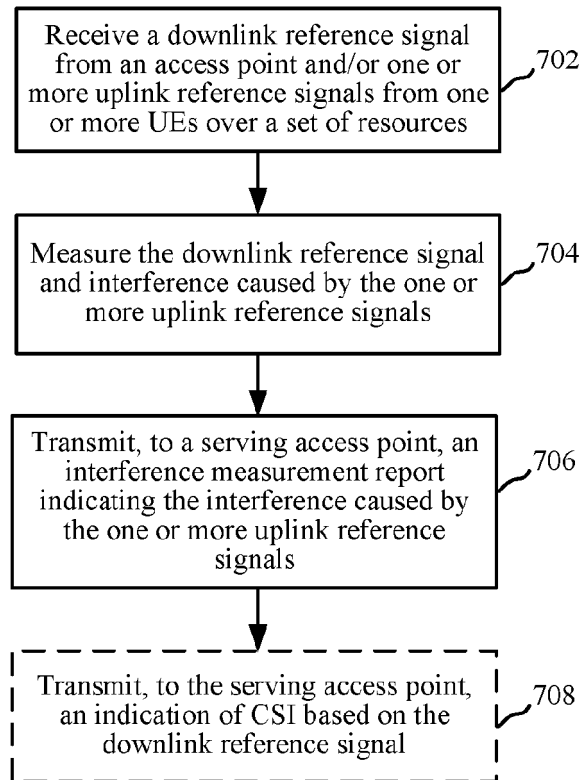 Receive a downlink reference signal
from an access point and/or one or
more uplink reference signals from one
or more UEs over a set of resources
702
Measure the downlink reference signal
and interference caused by the one or
more uplink reference signals
704
Transmit, to a serving access point, an
interference measurement report
indicating the interference caused by
the one or more uplink reference
signals
706
Transmit, to the serving access point,
an indication of CSI based on the
downlink reference signal
708